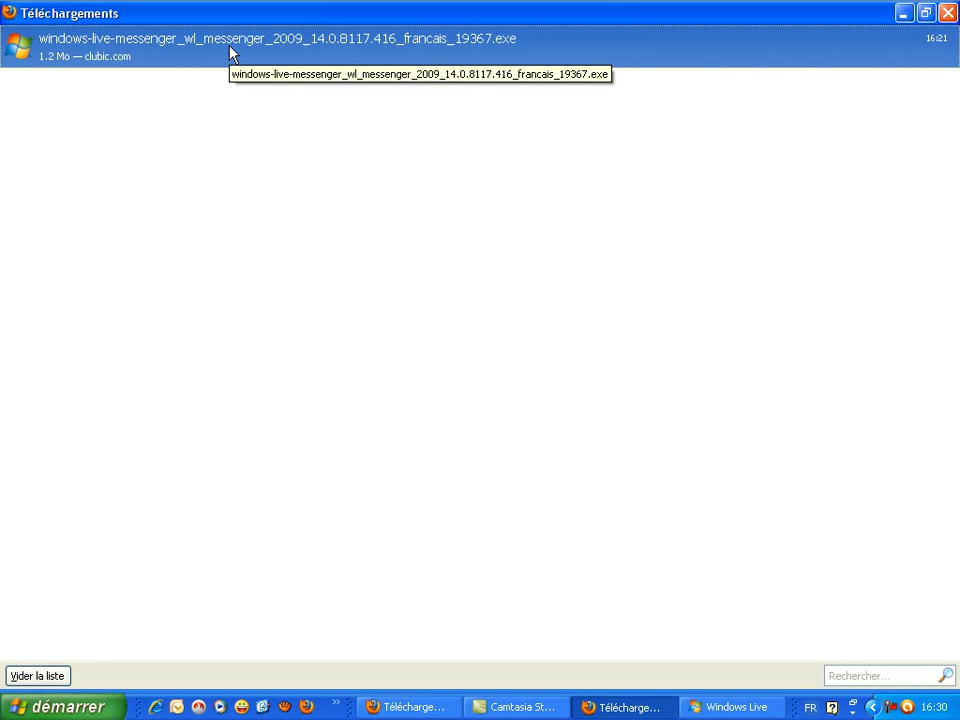 Téléchargements
windows-live-messenger_wl_messenger_2009_14.0.8117.416_francais_19367.exe
16:21
1.2 Mo — clubic.com
windows-live-messenger_wl_messenger_2009_14.0.8117.416_francais_19367.exe
Vider la liste
Rechercher...
démarrer
Télécharge...
Camtasia St...
Télécharge...
Windows Live
FR
16:30